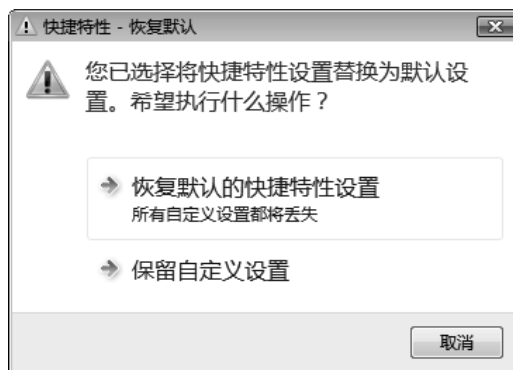 快捷特性 - 恢复默认
您已选择将快捷特性设置替换为默认设
置。希望执行什么操作？
恢复默认的快捷特性设置
所有自定义设置都将丢失
保留自定义设置
取消